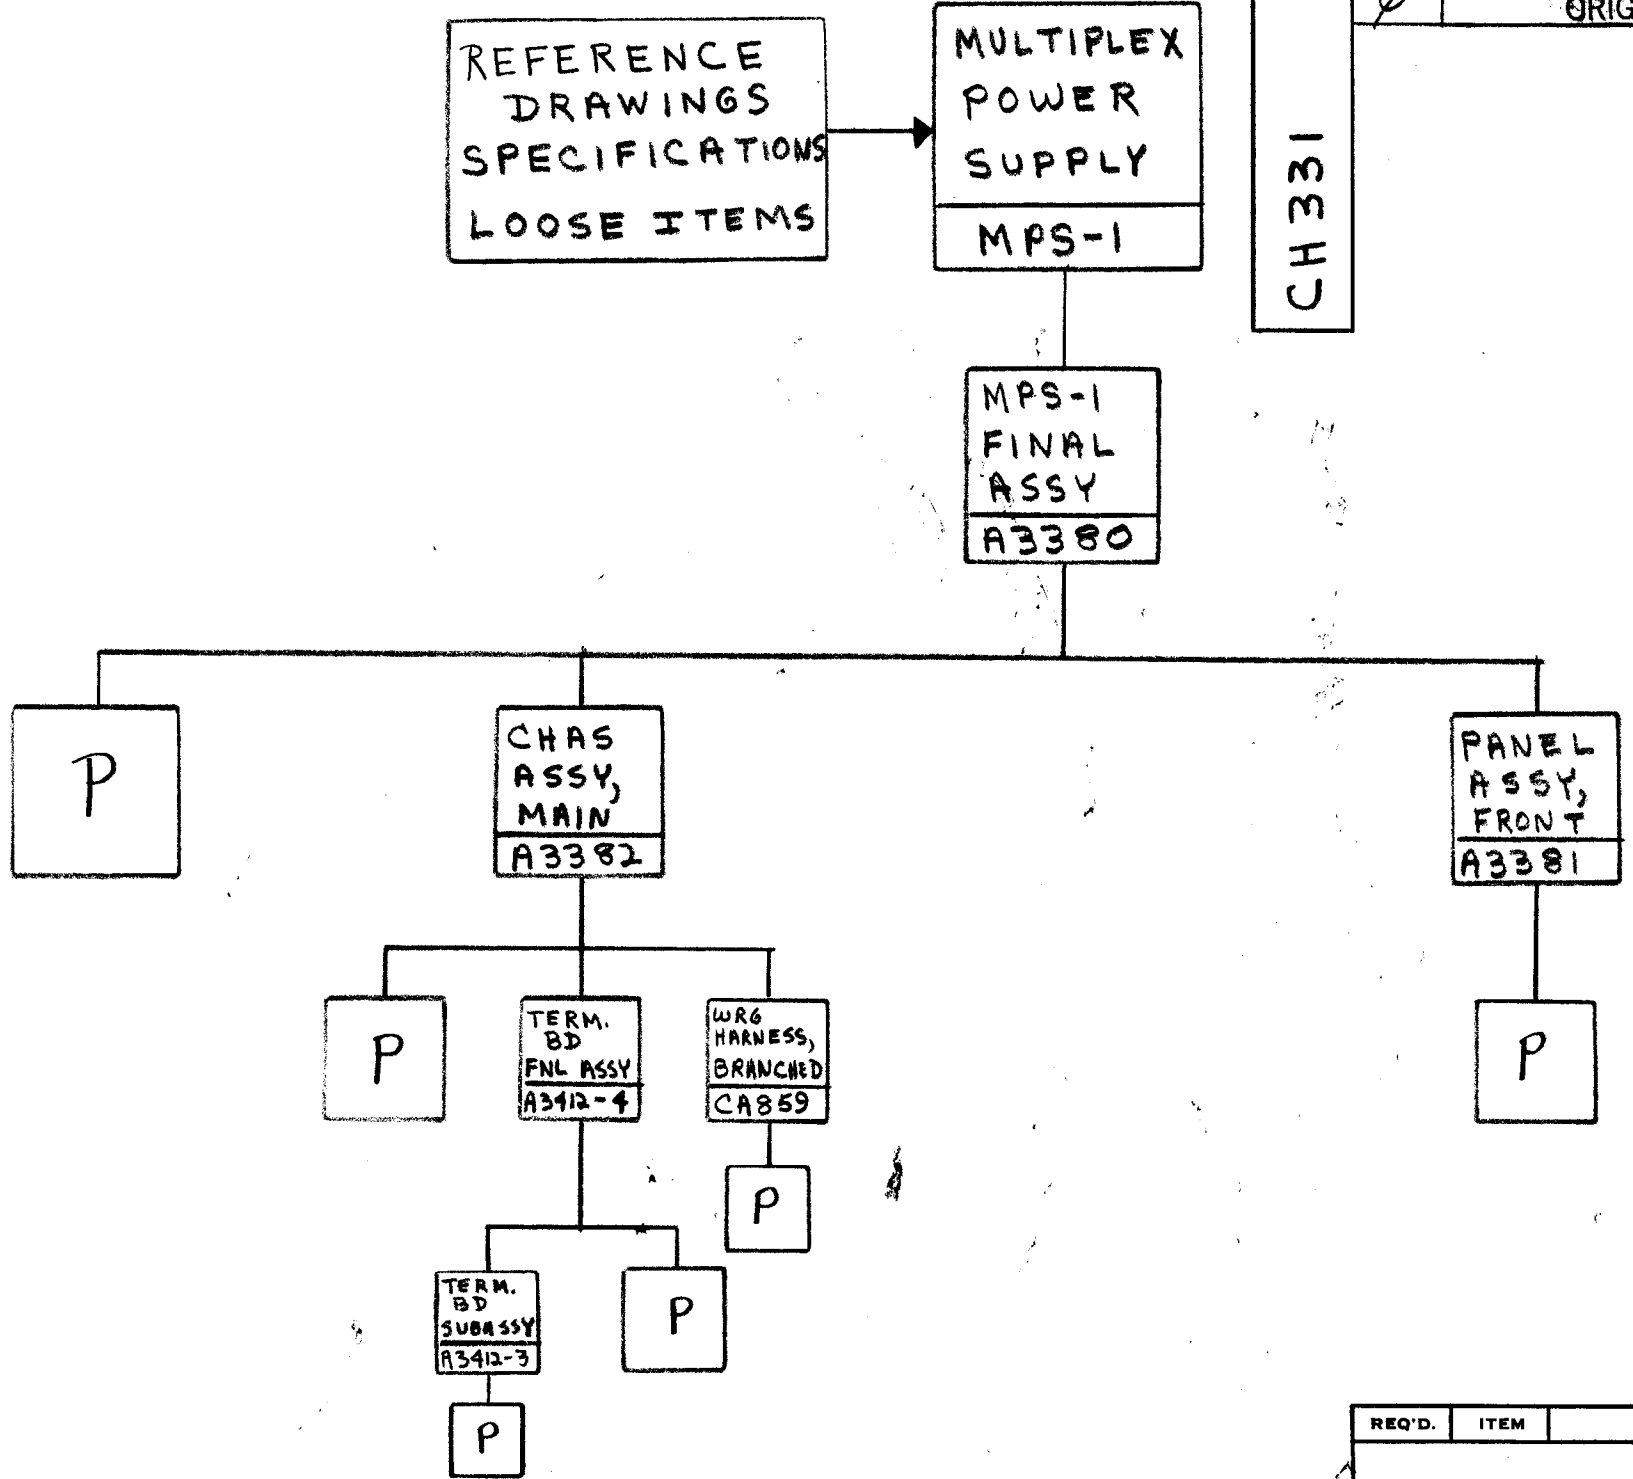 REFERENCE
DRAWINGS
SPECIFICATIONS
LOOSE ITEMS
MULTIPLEX
POWER
SUPPLY
MPS-1
CH331
MPS-1
FINAL
ASSY
A3380
P
CHAS
ASSY,
MAIN
A3382
PANEL
ASSY,
FRONT
A3381
P
TERM.
BD
FNL ASSY
A3412-4
WRG
HARNESS,
BRANCHED
CA859
P
P
TERM.
BD
SUBASSY
A3412-3
P
P
REQ'D. ITEM
P